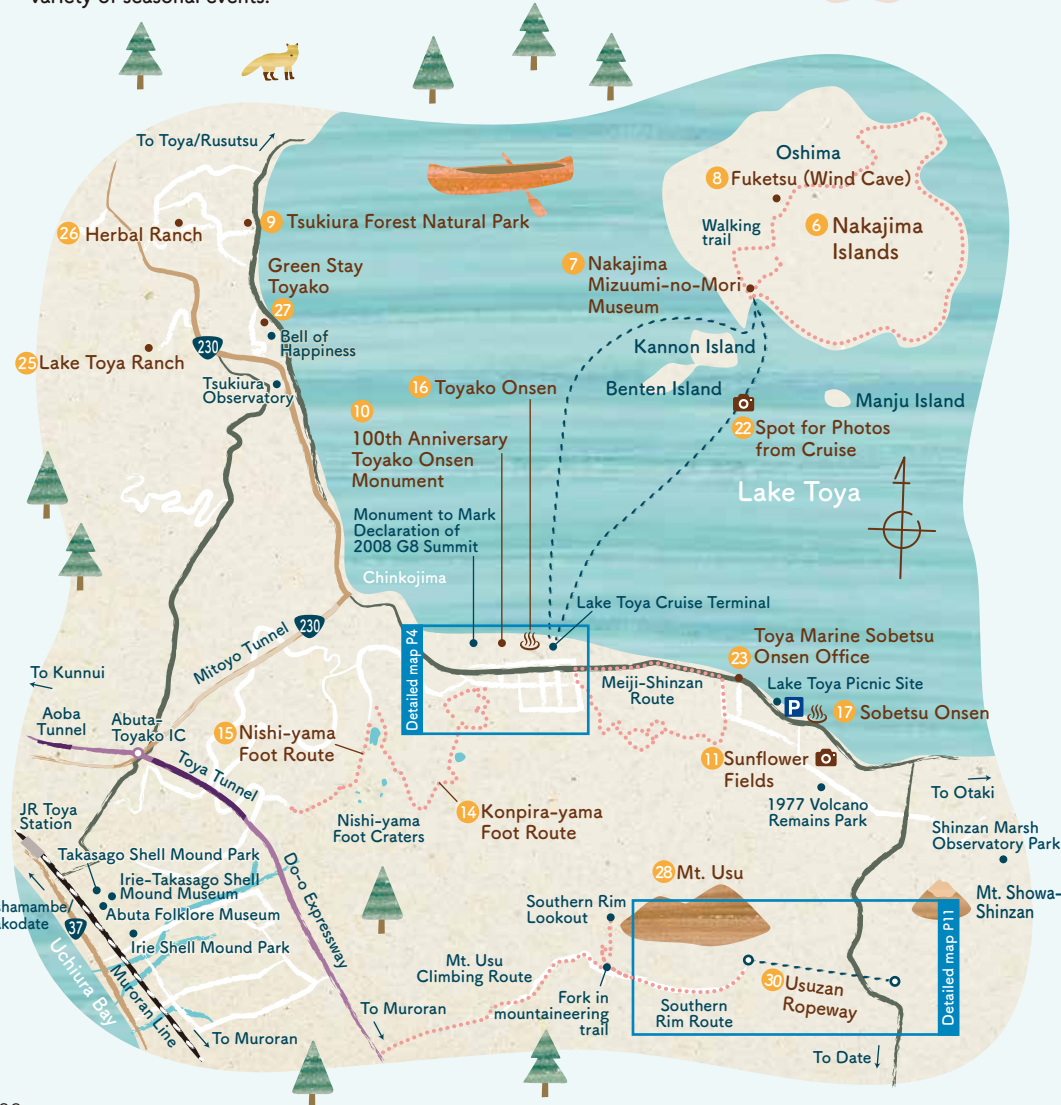 variety of seasonal events.
To Toya/Rusutsu
Oshima
8 Fuketsu (Wind Cave)
26 Herbal Ranch
9 Tsukiura Forest Natural Park
Walking
trail
6 Nakajima
Islands
Green Stay
Toyako
27
7 Nakajima
Mizuumi-no-Mori
Museum
Bell of
Happiness
230
25 Lake Toya Ranch
Kannon Island
Tsukiura
Observatory
16 Toyako Onsen
Benten Island
Manju Island
10
100th Anniversary
Toyako Onsen
Monument
22 Spot for Photos
from Cruise
Lake Toya
Monument to Mark
Declaration of
2008 G8 Summit
Chinkojima
Lake Toya Cruise Terminal
230
Mitoyo Tunnel
Detailed map P4
Toya Marine Sobetsu
23 Onsen Office
To Kunnui
Meiji-Shinzan
Route
Lake Toya Picnic Site
P
17 Sobetsu Onsen
Aoba
Tunnel
Abuta-
Toyako IC
15 Nishi-yama
Foot Route
Toya Tunnel
11 Sunflower
Fields
To Otaki
JR Toya
Station
Nishi-yama
Foot Craters
14 Konpira-yama
Foot Route
1977 Volcano
Remains Park
Shinzan Marsh
Observatory Park
Takasago Shell Mound Park
Irie-Takasago Shell
Mound Museum
Abuta Folklore Museum
Irie Shell Mound Park
Do-o Expressway
28 Mt. Usu
Mt. Showa-
Shinzan
37
Uchiura Bay
Muroran Line
Southern Rim
Lookout
Mt. Usu
Climbing Route
Fork in
mountaineering
trail
Southern
Rim Route
30 Usuzan
Ropeway
Detailed map P11
To Muroran
To Muroran
To Date